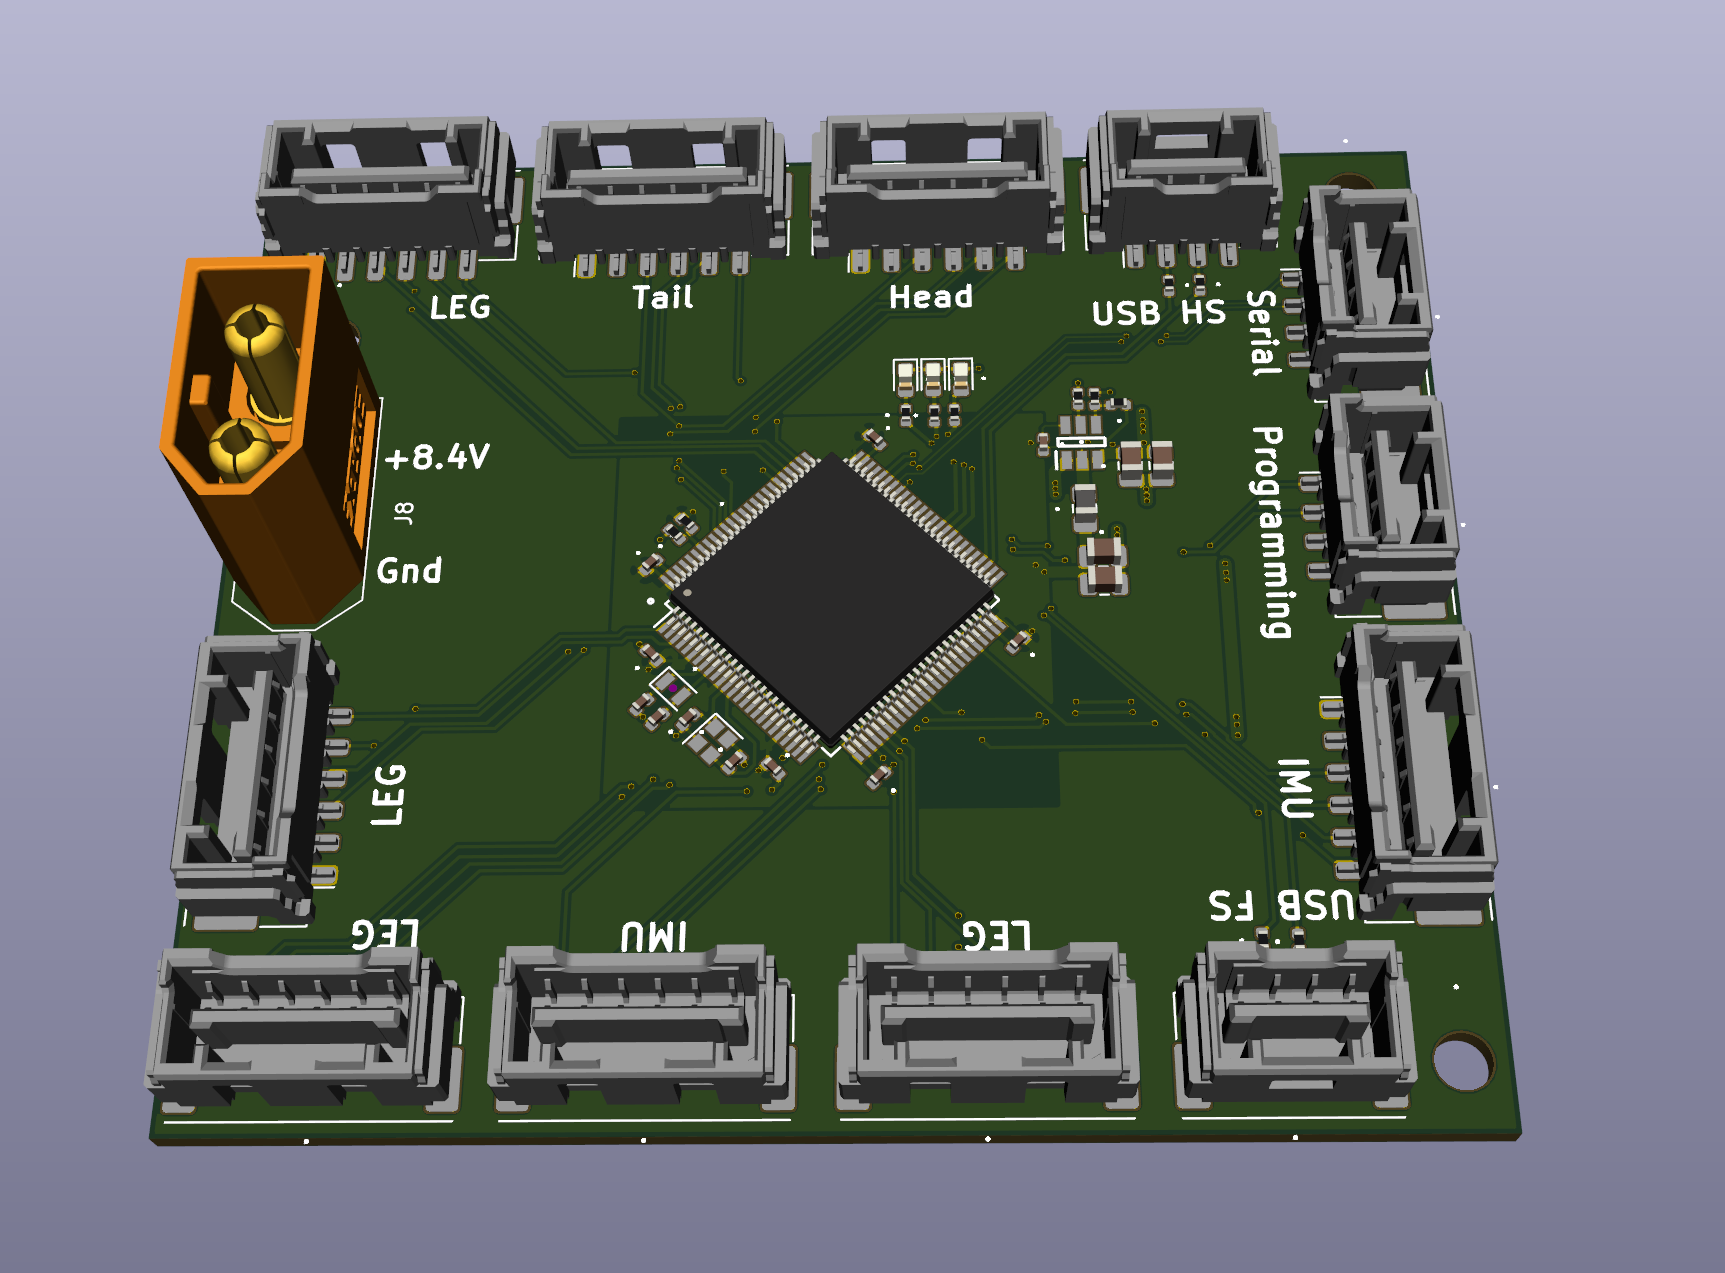 LEG
Tail
Head
USB HS
Serial
+8.4V
J8
Gnd
Programming
LEG
IMU
LEG
IMU
LEG
USB FS